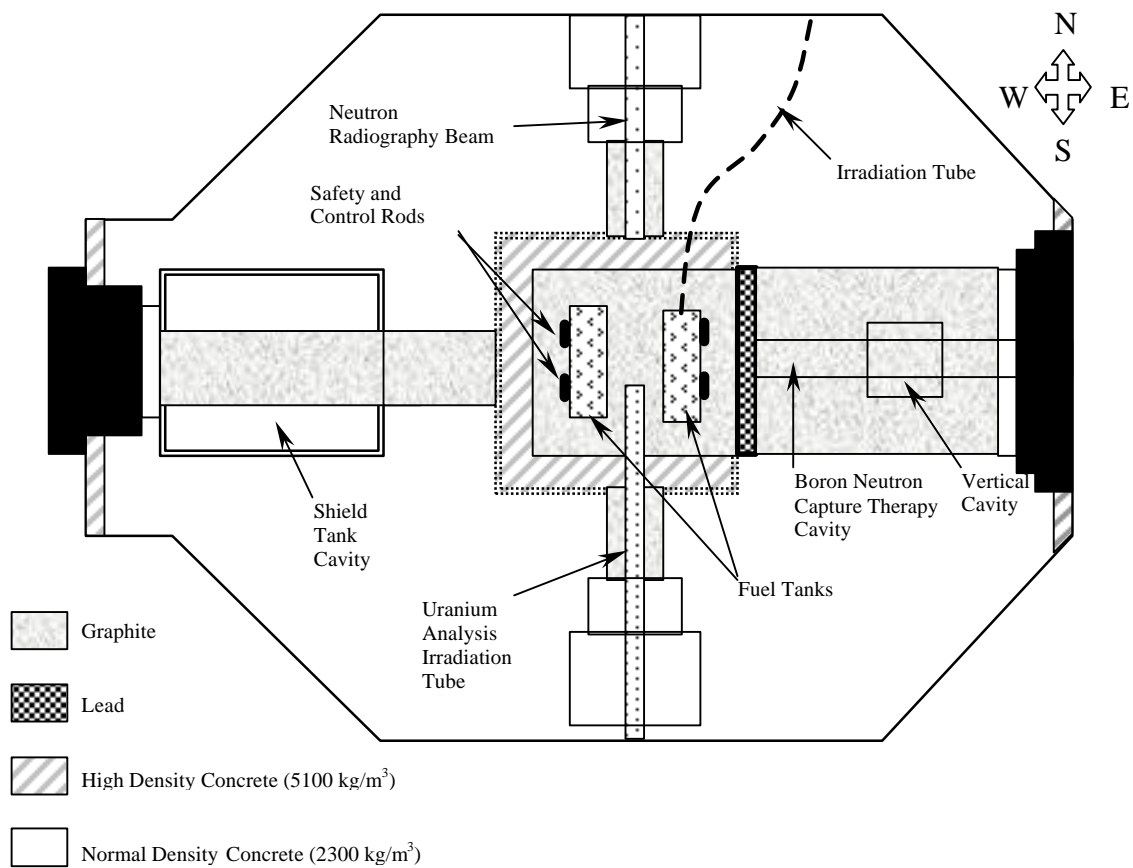 N
W
E
S
Neutron
Radiography Beam
Irradiation Tube
Safety and
Control Rods
Shield
Tank
Cavity
Boron Neutron
Capture Therapy
Cavity
Vertical
Cavity
Fuel Tanks
Uranium
Analysis
Irradiation
Tube
Graphite
Lead
High Density Concrete (5100 kg/m³)
Normal Density Concrete (2300 kg/m³)